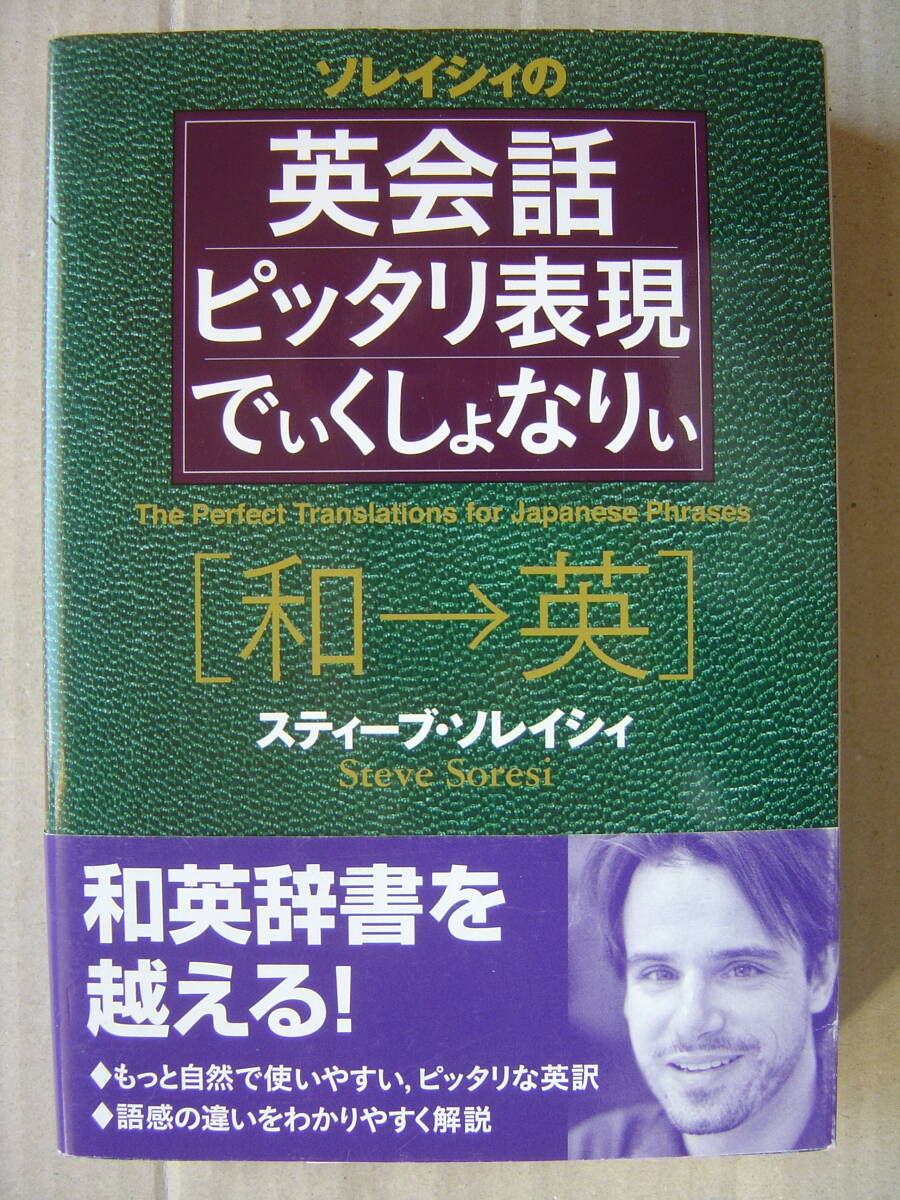 ソレイシィの
英会話
ピッタリ表現
でぃくしょなりぃ
The Perfect Translations for Japanese Phrases
[和→英]
スティーブ・ソレイシィ
Steve Soresi
和英辞書を
越える!
◆もっと自然で使いやすい,ピッタリな英訳
◆語感の違いをわかりやすく解説